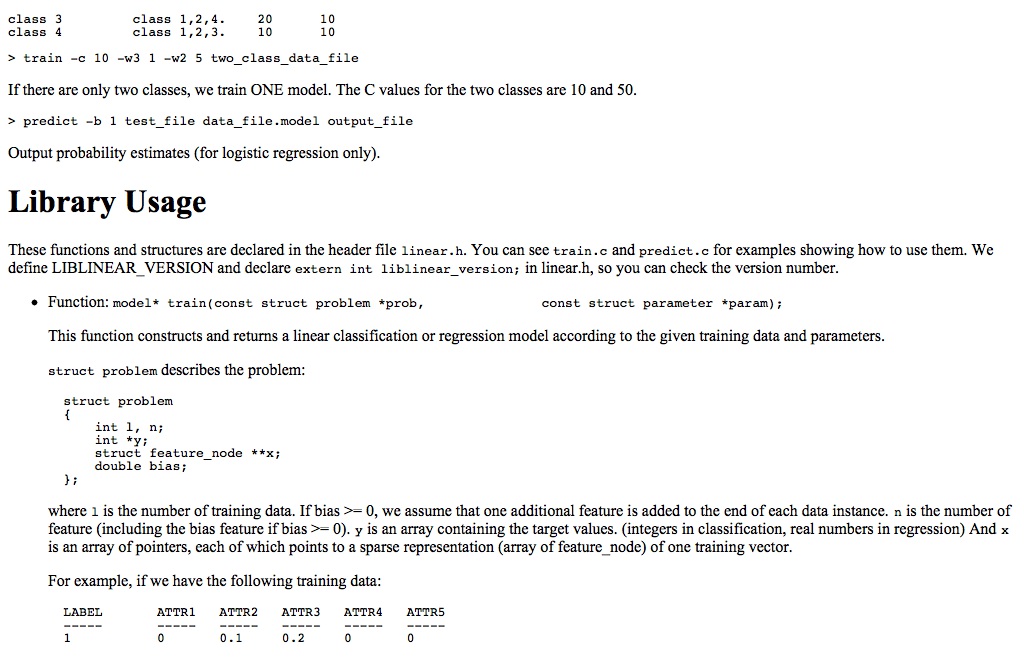 class 3         class 1,2,4.    20      10
class 4         class 1,2,3.    10      10
> train -c 10 -w3 1 -w2 5 two_class_data_file
If there are only two classes, we train ONE model. The C values for the two classes are 10 and 50.
> predict -b 1 test_file data_file.model output_file
Output probability estimates (for logistic regression only).
Library Usage
These functions and structures are declared in the header file linear.h. You can see train.c and predict.c for examples showing how to use them. We
define LIBLINEAR_VERSION and declare extern int liblinear_version; in linear.h, so you can check the version number.
• Function: model* train(const struct problem *prob,               const struct parameter *param);
This function constructs and returns a linear classification or regression model according to the given training data and parameters.
struct problem describes the problem:
struct problem
{
    int l, n;
    int *y;
    struct feature_node **x;
    double bias;
};
where l is the number of training data. If bias >= 0, we assume that one additional feature is added to the end of each data instance. n is the number of
feature (including the bias feature if bias >= 0). y is an array containing the target values. (integers in classification, real numbers in regression) And x
is an array of pointers, each of which points to a sparse representation (array of feature_node) of one training vector.
For example, if we have the following training data:
LABEL       ATTR1   ATTR2   ATTR3   ATTR4   ATTR5
-----       -----   -----   -----   -----   -----
1           0       0.1     0.2     0       0